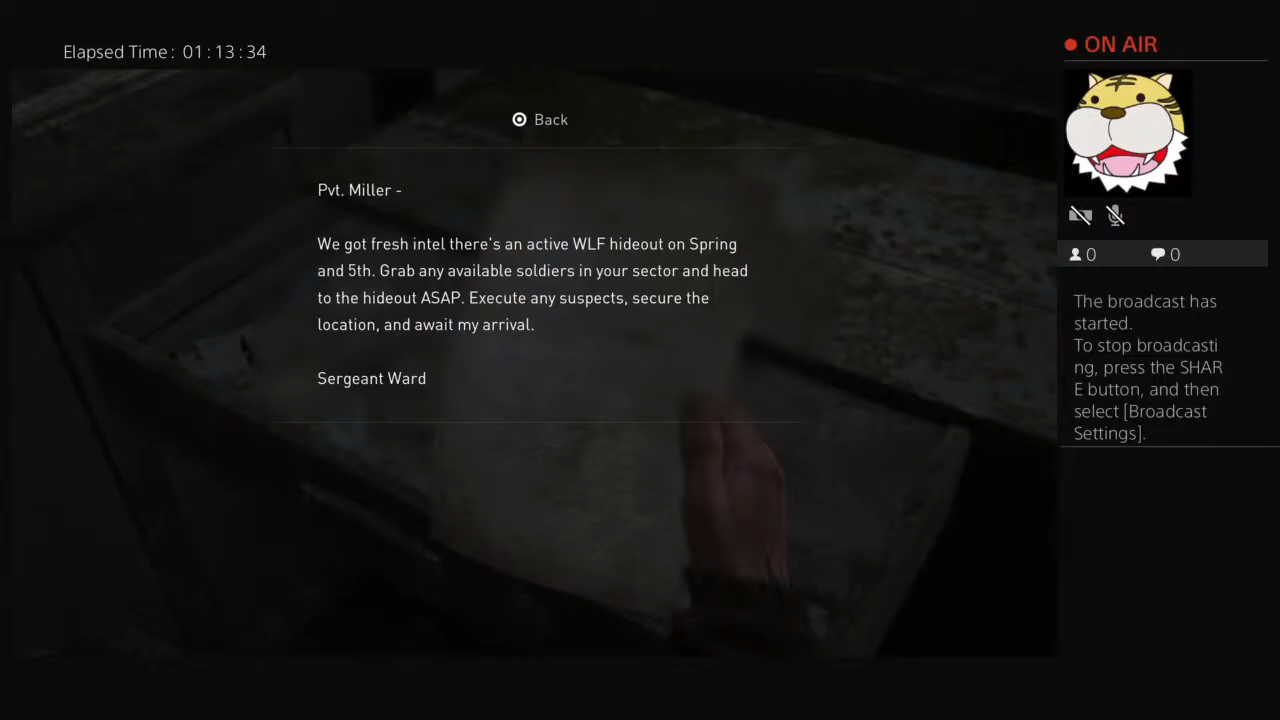 Elapsed Time: 01:13:34
ON AIR
Back
Pvt. Miller -
We got fresh intel there's an active WLF hideout on Spring
and 5th. Grab any available soldiers in your sector and head
to the hideout ASAP. Execute any suspects, secure the
location, and await my arrival.
Sergeant Ward
0
0
The broadcast has
started.
To stop broadcasti
ng, press the SHAR
E button, and then
select [Broadcast
Settings].